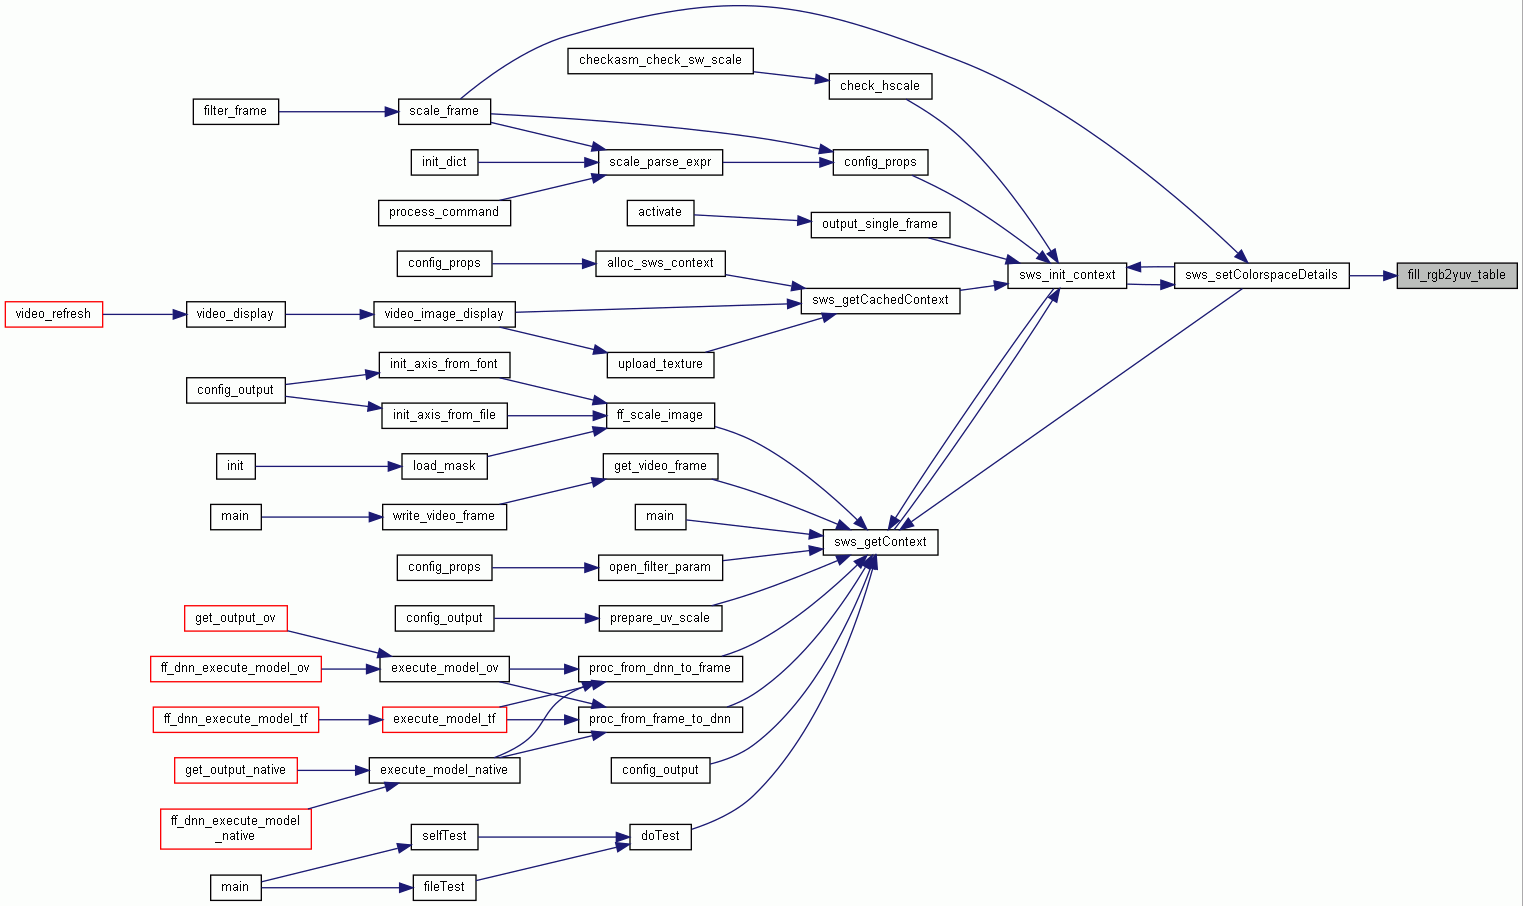 checkasm_check_sw_scale
check_hscale
filter_frame
scale_frame
init_dict
scale_parse_expr
config_props
process_command
activate
output_single_frame
config_props
alloc_sws_context
sws_init_context
sws_setColorspaceDetails
fill_rgb2yuv_table
sws_getCachedContext
video_refresh
video_display
video_image_display
upload_texture
init_axis_from_font
config_output
init_axis_from_file
ff_scale_image
init
load_mask
get_video_frame
main
write_video_frame
main
sws_getContext
config_props
open_filter_param
get_output_ov
config_output
prepare_uv_scale
ff_dnn_execute_model_ov
execute_model_ov
proc_from_dnn_to_frame
ff_dnn_execute_model_tf
execute_model_tf
proc_from_frame_to_dnn
get_output_native
execute_model_native
config_output
ff_dnn_execute_model
_native
selfTest
doTest
main
fileTest